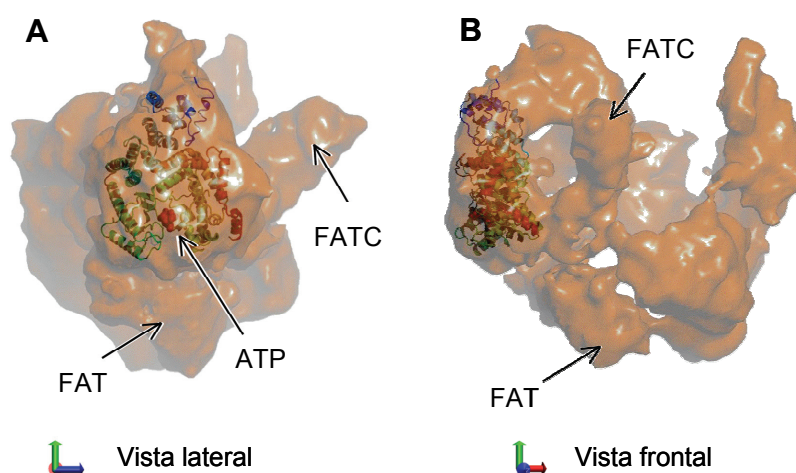 A
FATC
ATP
FAT
Vista lateral
B
FATC
FAT
Vista frontal